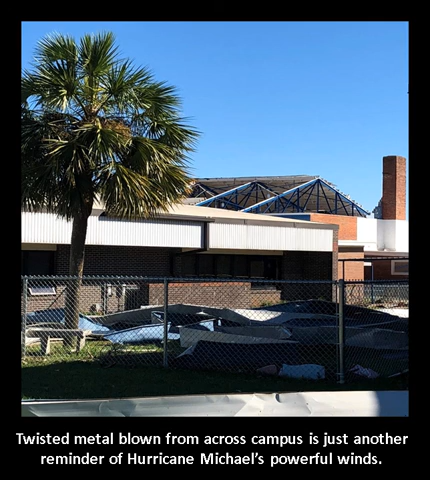 Twisted metal blown from across campus is just another
reminder of Hurricane Michael's powerful winds.